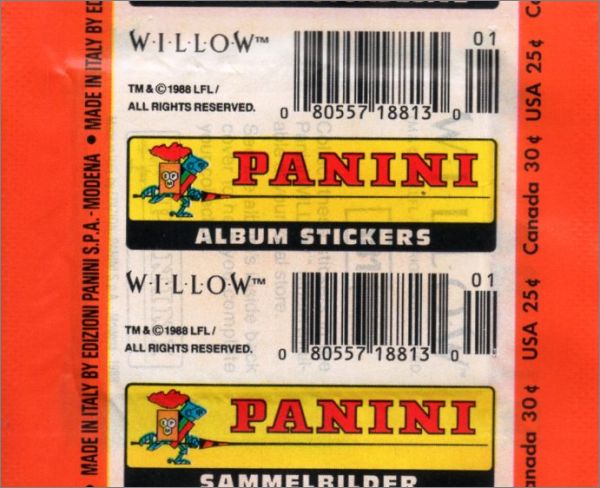 W·I·L·L·O·W™
01
TM & © 1988 LFL/
ALL RIGHTS RESERVED.
0 80557 18813 0
PANINI
ALBUM STICKERS
W·I·L·L·O·W™
01
TM & © 1988 LFL/
ALL RIGHTS RESERVED.
0 80557 18813 0
PANINI
SAMMELBILDER
MADE IN ITALY BY EDIZIONI PANINI S.P.A. - MODENA • MADE IN ITALY BY ED
Canada 30¢ USA 25¢ Canada 30¢ USA 25¢ Ca